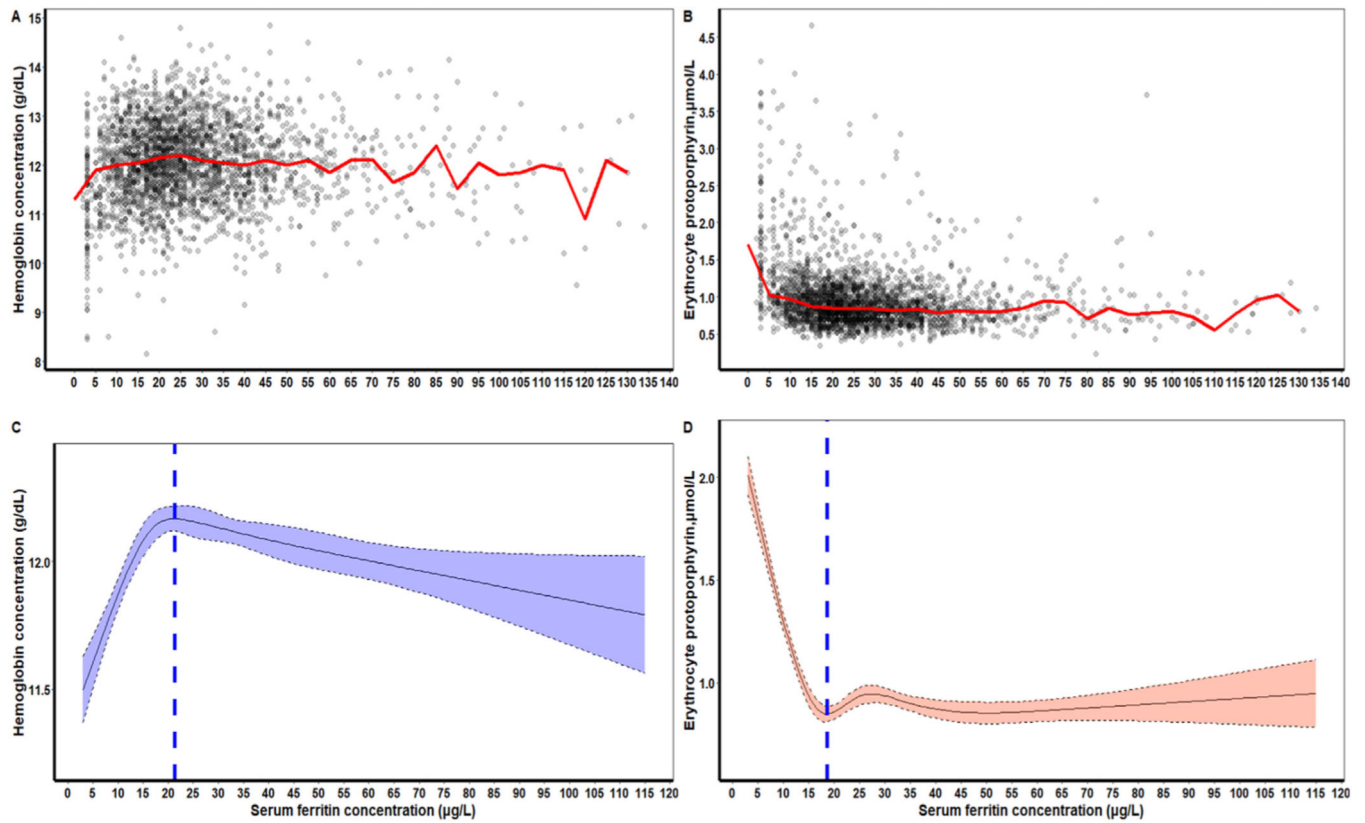 A
Hemoglobin concentration (g/dL)
15
14
13
12
11
10
9
8
0 5 10 15 20 25 30 35 40 45 50 55 60 65 70 75 80 85 90 95 100 105 110 115 120 125 130 135 140
B
Erythrocyte protoporphyrin,µmol/L
4.5
4.0
3.5
3.0
2.5
2.0
1.5
1.0
0.5
0 5 10 15 20 25 30 35 40 45 50 55 60 65 70 75 80 85 90 95 100 105 110 115 120 125 130 135 140
C
Hemoglobin concentration (g/dL)
12.0
11.5
0 5 10 15 20 25 30 35 40 45 50 55 60 65 70 75 80 85 90 95 100 105 110 115 120
Serum ferritin concentration (µg/L)
D
Erythrocyte protoporphyrin,µmol/L
2.0
1.5
1.0
0 5 10 15 20 25 30 35 40 45 50 55 60 65 70 75 80 85 90 95 100 105 110 115 120
Serum ferritin concentration (µg/L)